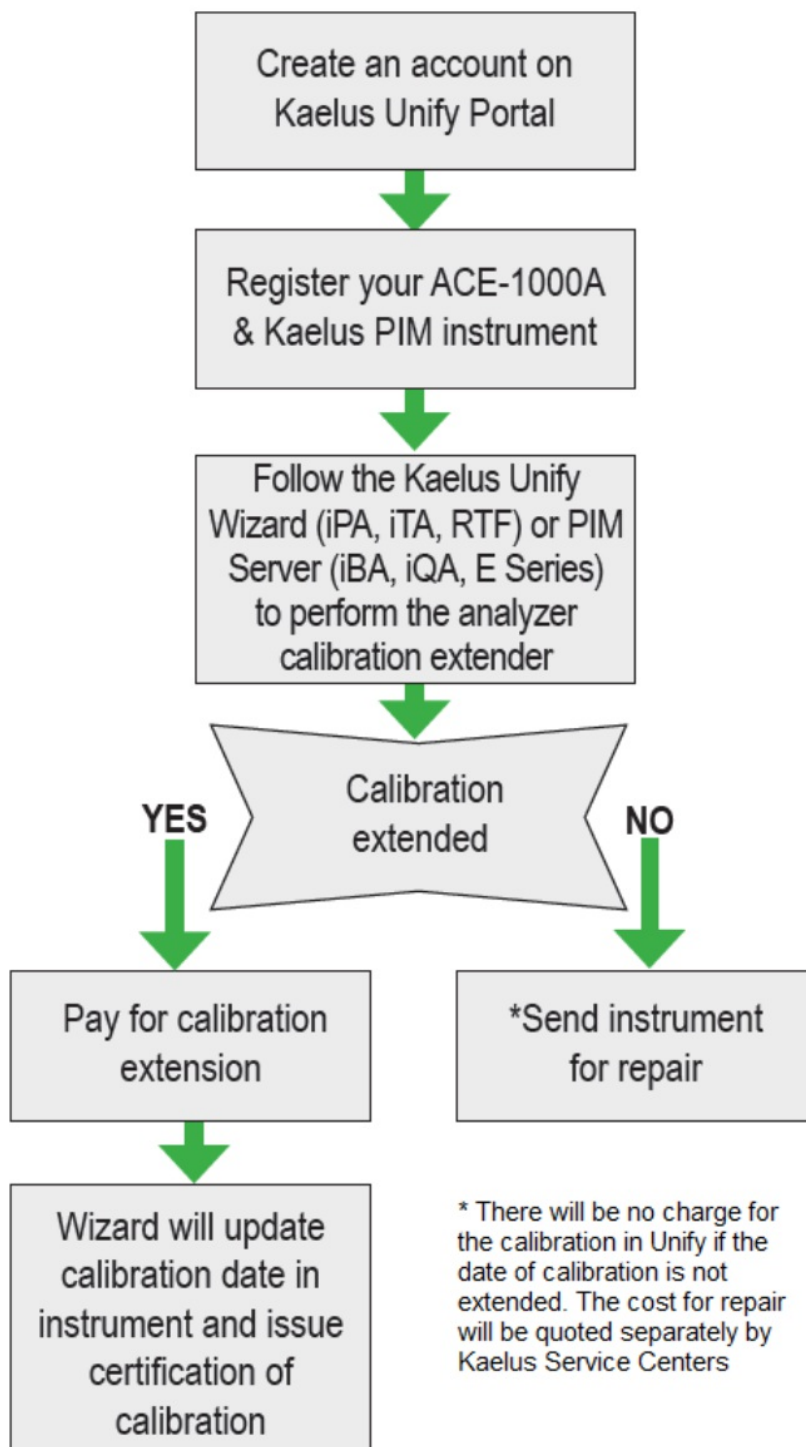 Create an account on
Kaelus Unify Portal
Register your ACE-1000A
& Kaelus PIM instrument
Follow the Kaelus Unify
Wizard (iPA, iTA, RTF) or PIM
Server (iBA, iQA, E Series)
to perform the analyzer
calibration extender
Calibration
extended
YES
NO
Pay for calibration
extension
*Send instrument
for repair
Wizard will update
calibration date in
instrument and issue
certification of
calibration
* There will be no charge for
the calibration in Unify if the
date of calibration is not
extended. The cost for repair
will be quoted separately by
Kaelus Service Centers